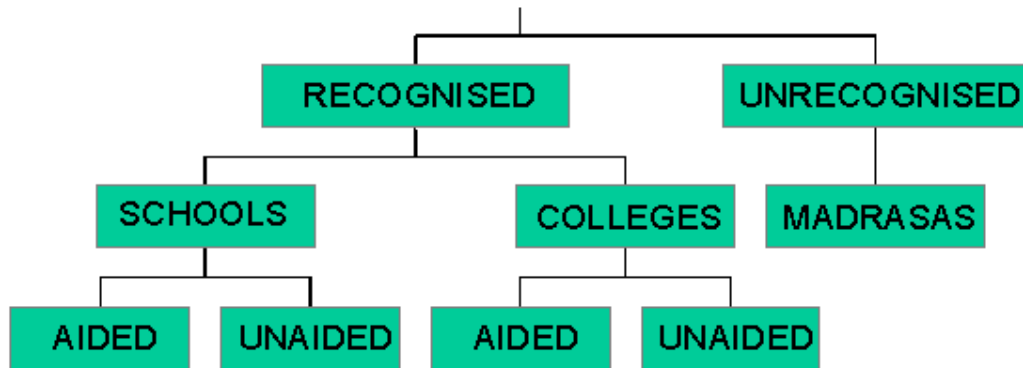 RECOGNISED
UNRECOGNISED
SCHOOLS
COLLEGES
MADRASAS
AIDED
UNAIDED
AIDED
UNAIDED